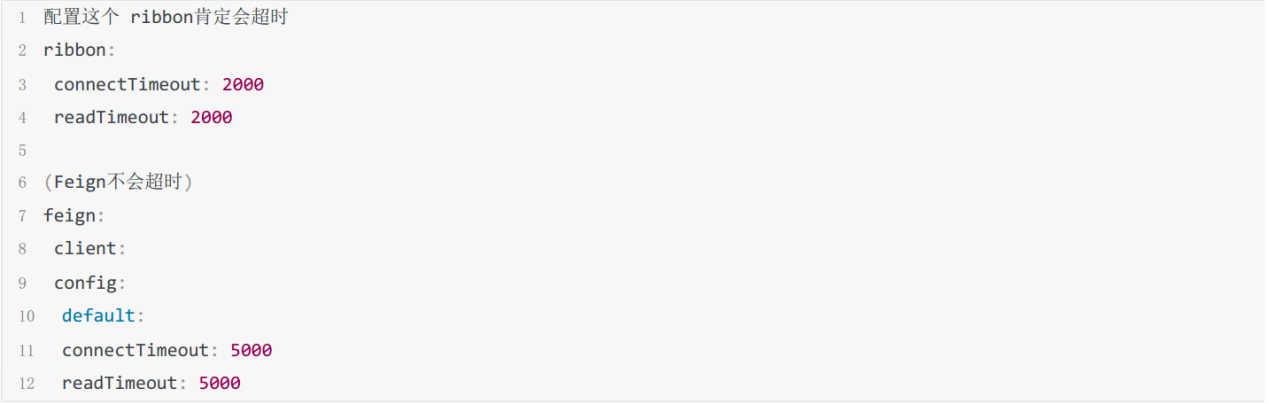 1 配置这个 ribbon肯定会超时
2 ribbon:
3 connectTimeout: 2000
4 readTimeout: 2000
5
6 (Feign不会超时)
7 feign:
8 client:
9 config:
10 default:
11 connectTimeout: 5000
12 readTimeout: 5000